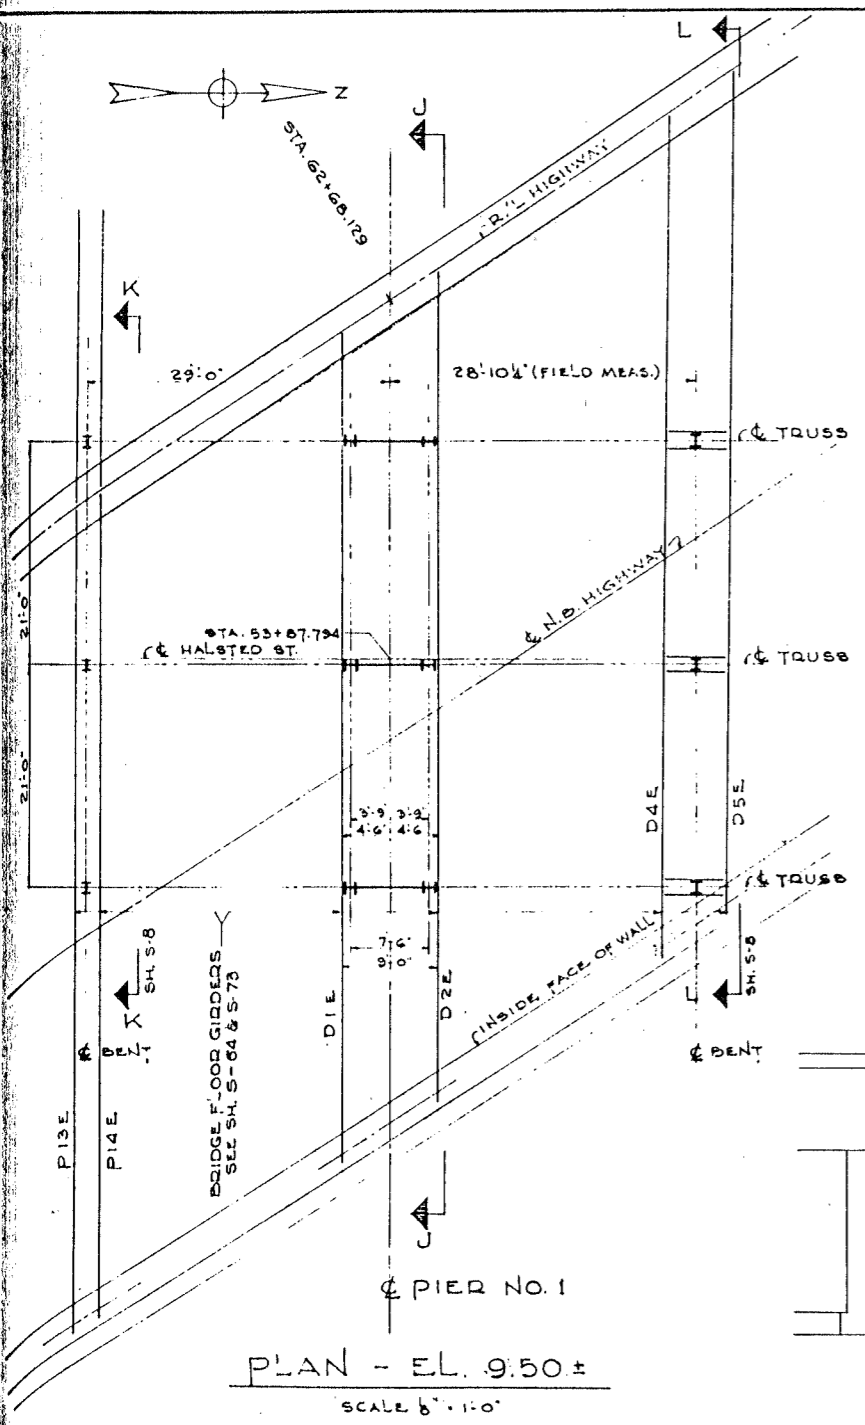 L
Z
J
STA. 62+68.129
R./L HIGHWAY
K
29'-0"
28'-10¼" (FIELD MEAS.)
℄ TRUSS
21'-0"
℄ N.B. HIGHWAY
STA. 53+87.794
℄ HALSTED ST.
℄ TRUSS
21'-0"
3'-9" 3'-9"
4'-6" 4'-6"
D4E
D5E
℄ TRUSS
7'-6"
9'-0"
INSIDE FACE OF WALL
K
SH. S-8
L
SH. S-8
D1E
D2E
BRIDGE FLOOR GIRDERS
SEE SH. S-64 & S-73
℄ BENT
℄ BENT
P13E
P14E
J
℄ PIER NO. 1
PLAN - EL. 9.50 ±
SCALE ⅛" = 1'-0"